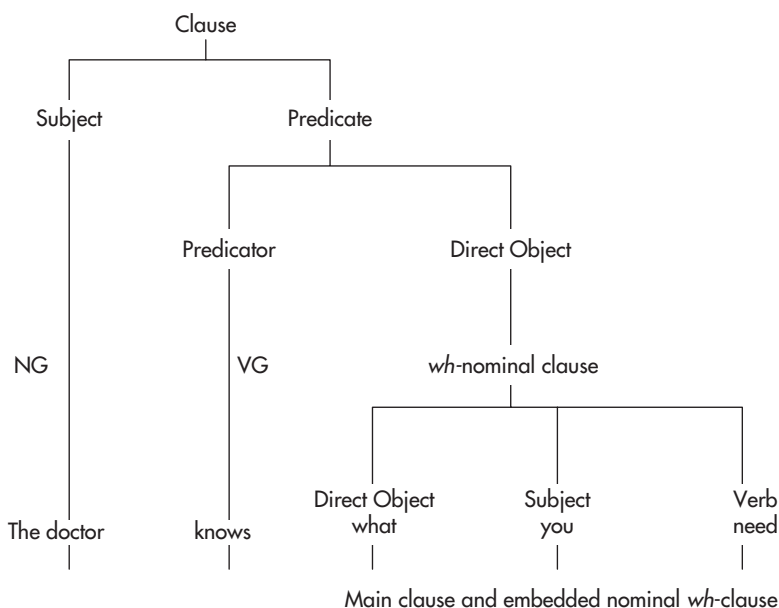 Clause
Subject Predicate
Predicator Direct Object
NG VG wh-nominal clause
Direct Object Subject Verb
The doctor knows what you need
Main clause and embedded nominal wh-clause